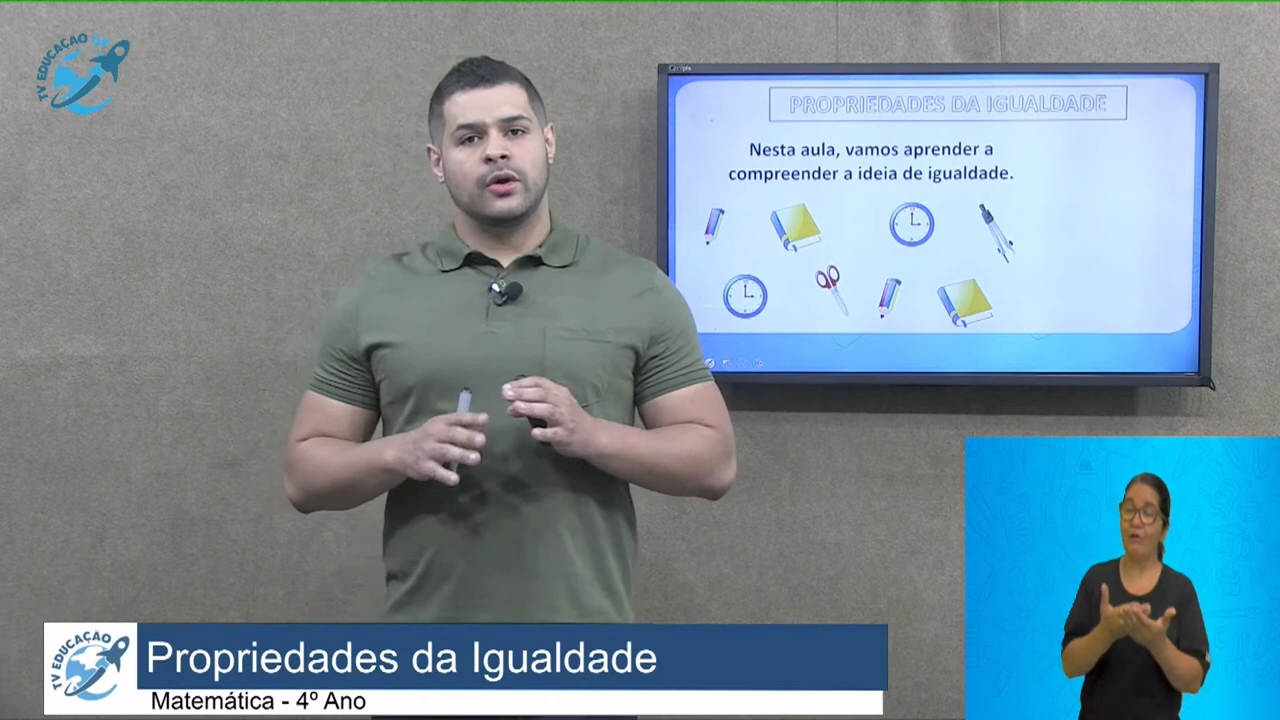 TV EDUCAÇÃO GP
PROPRIEDADES DA IGUALDADE
Nesta aula, vamos aprender a
compreender a ideia de igualdade.
TV EDUCAÇÃO
Propriedades da Igualdade
Matemática - 4º Ano